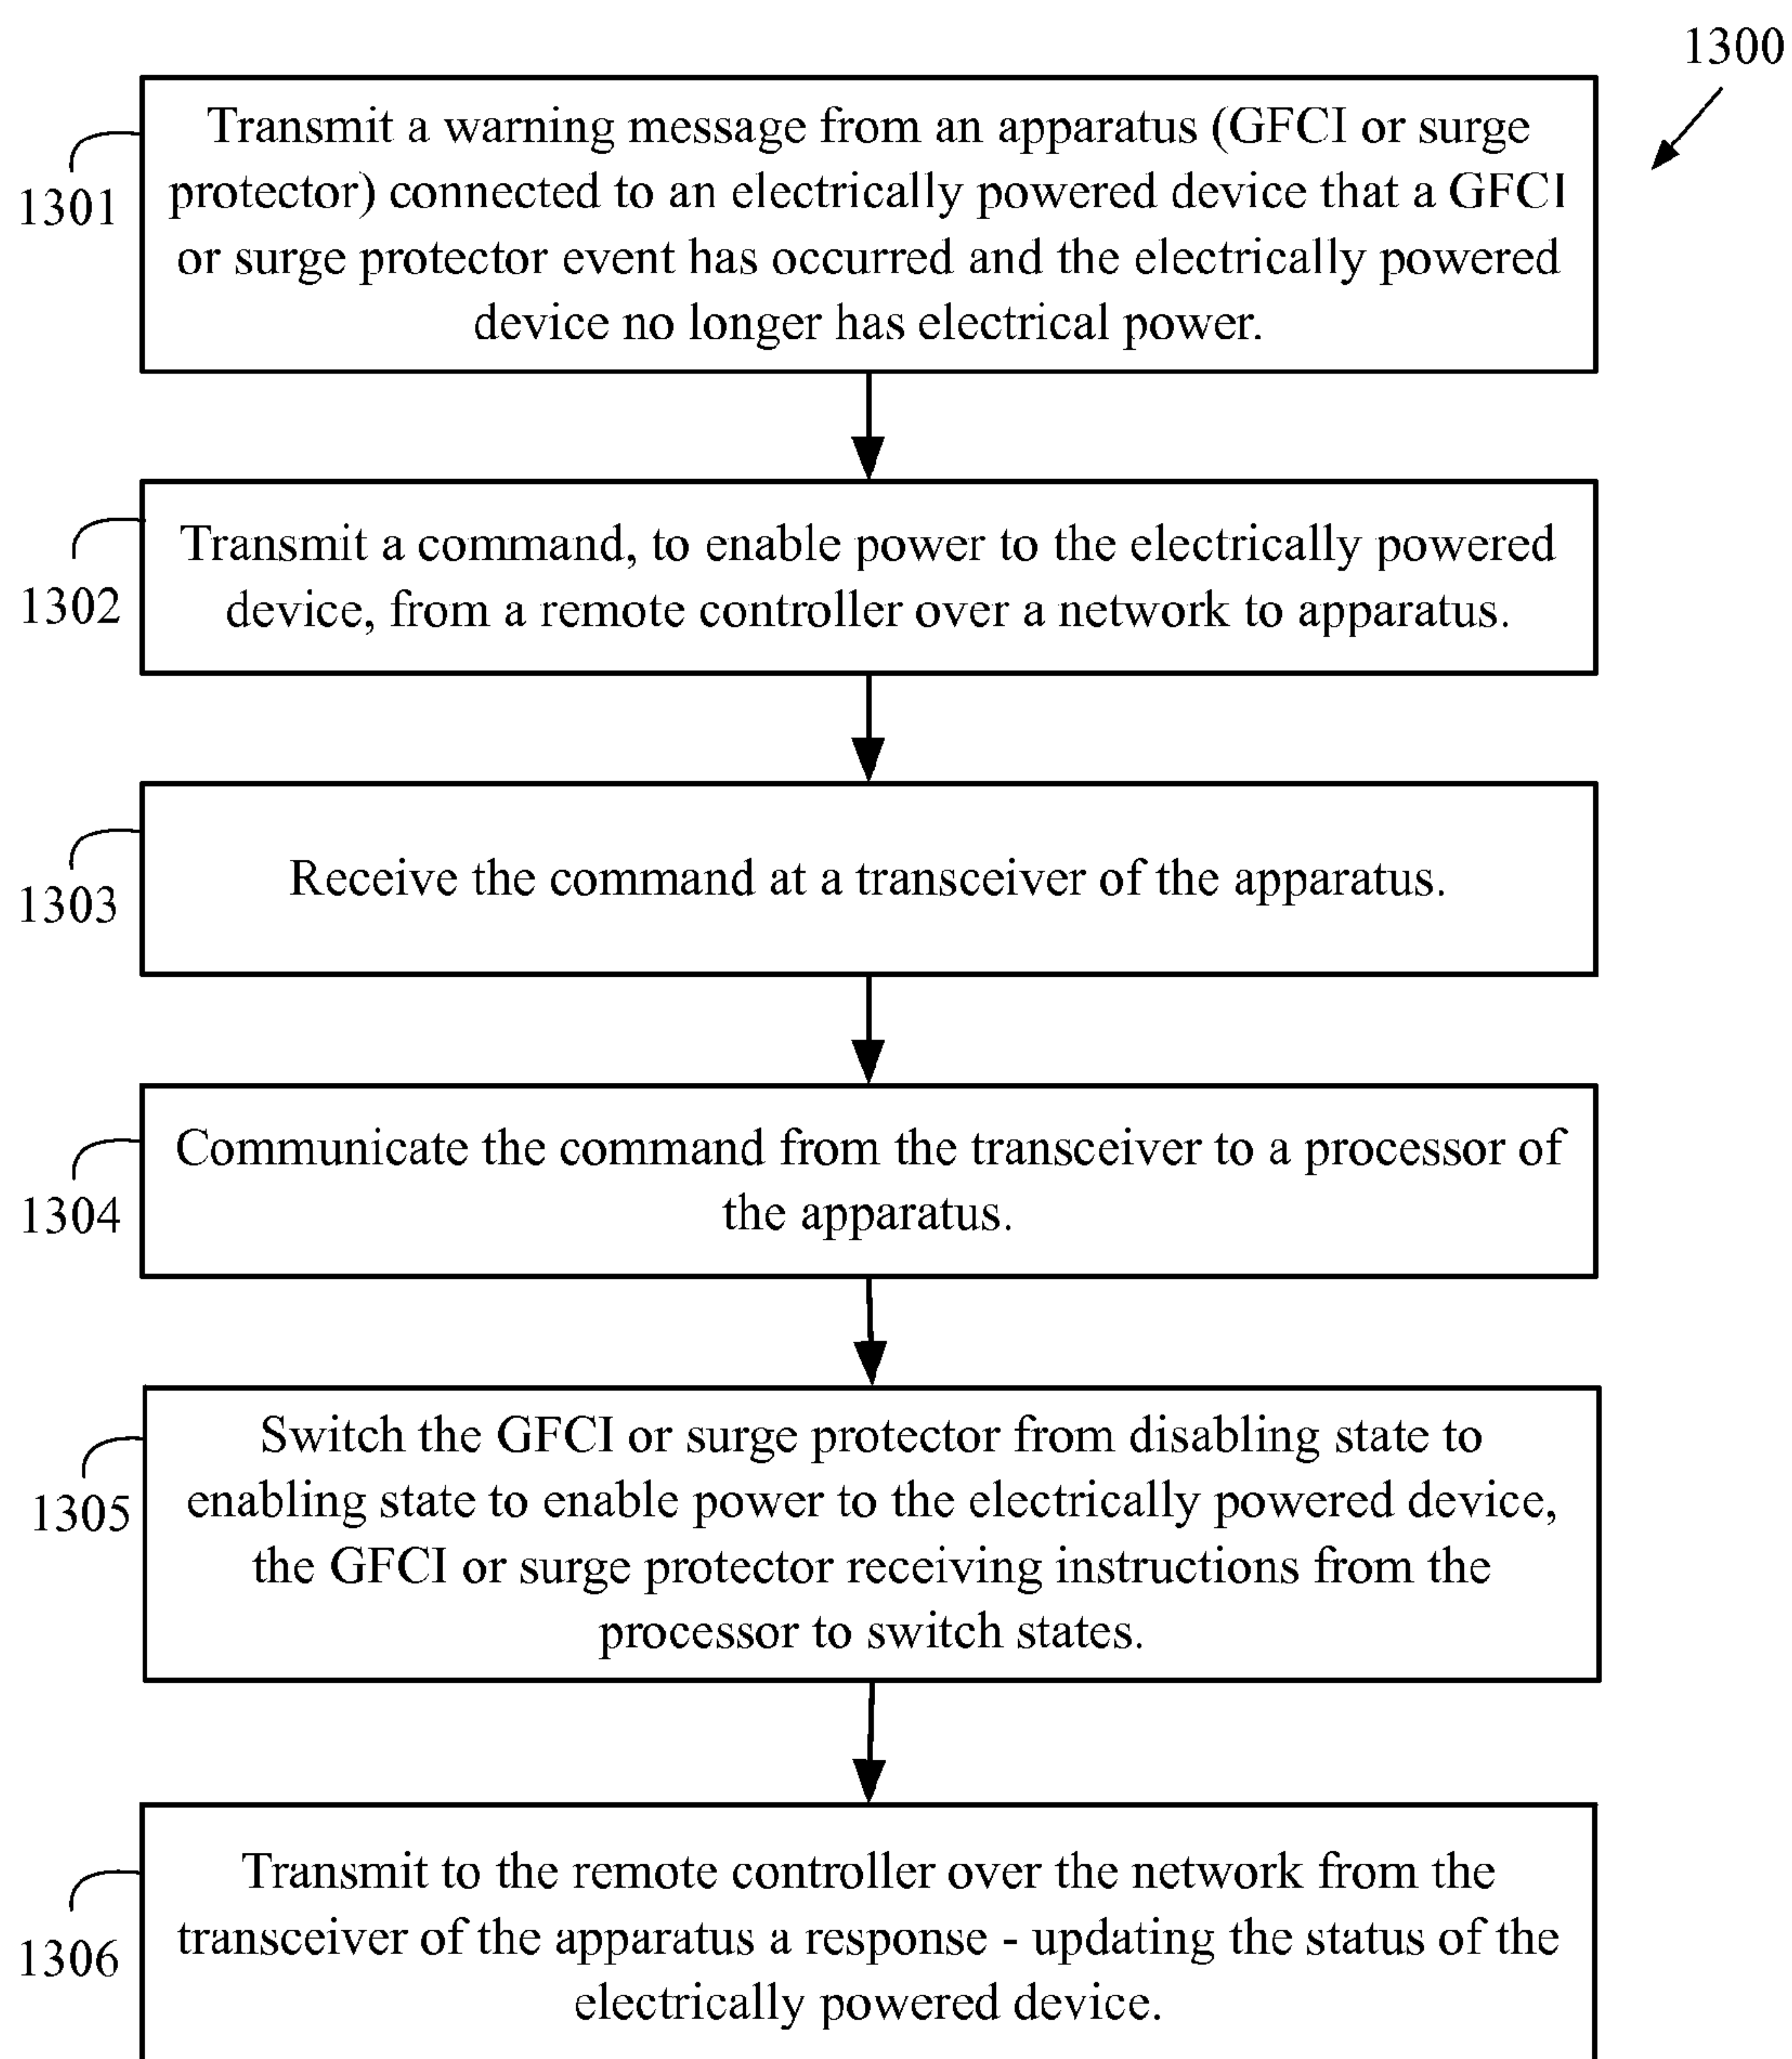 1300
Transmit a warning message from an apparatus (GFCI or surge
protector) connected to an electrically powered device that a GFCI
or surge protector event has occurred and the electrically powered
device no longer has electrical power.
1301
Transmit a command, to enable power to the electrically powered
device, from a remote controller over a network to apparatus.
1302
Receive the command at a transceiver of the apparatus.
1303
Communicate the command from the transceiver to a processor of
the apparatus.
1304
Switch the GFCI or surge protector from disabling state to
enabling state to enable power to the electrically powered device,
the GFCI or surge protector receiving instructions from the
processor to switch states.
1305
Transmit to the remote controller over the network from the
transceiver of the apparatus a response - updating the status of the
electrically powered device.
1306